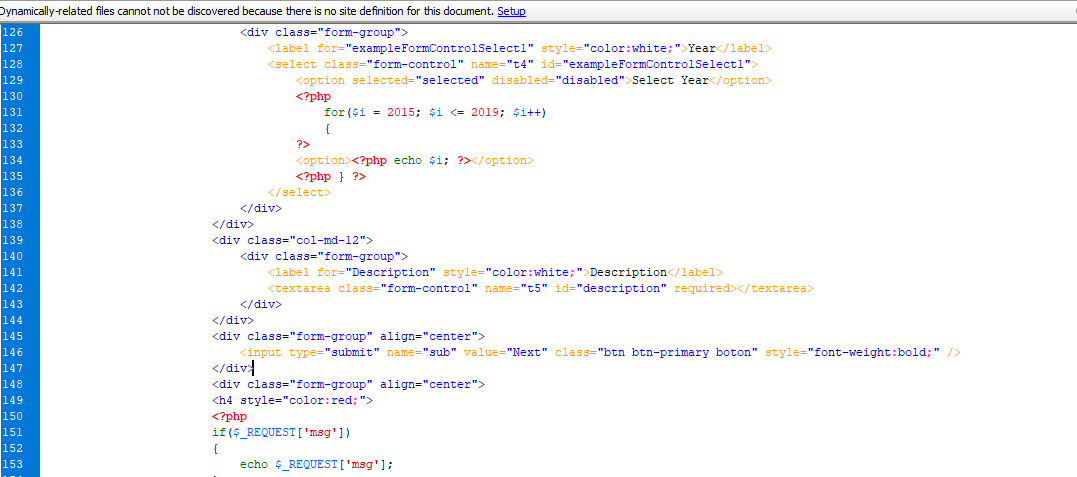 Dynamically-related files cannot not be discovered because there is no site definition for this document. Setup
126 <div class="form-group">
127 <label for="exampleFormControlSelect1" style="color:white;">Year</label>
128 <select class="form-control" name="t4" id="exampleFormControlSelect1">
129 <option selected="selected" disabled="disabled">Select Year</option>
130 <?php
131 for($i = 2015; $i <= 2019; $i++)
132 {
133 ?>
134 <option><?php echo $i; ?></option>
135 <?php } ?>
136 </select>
137 </div>
138 </div>
139 <div class="col-md-12">
140 <div class="form-group">
141 <label for="Description" style="color:white;">Description</label>
142 <textarea class="form-control" name="t5" id="description" required></textarea>
143 </div>
144 </div>
145 <div class="form-group" align="center">
146 <input type="submit" name="sub" value="Next" class="btn btn-primary boton" style="font-weight:bold;" />
147 </div>
148 <div class="form-group" align="center">
149 <h4 style="color:red;">
150 <?php
151 if($_REQUEST['msg'])
152 {
153 echo $_REQUEST['msg'];